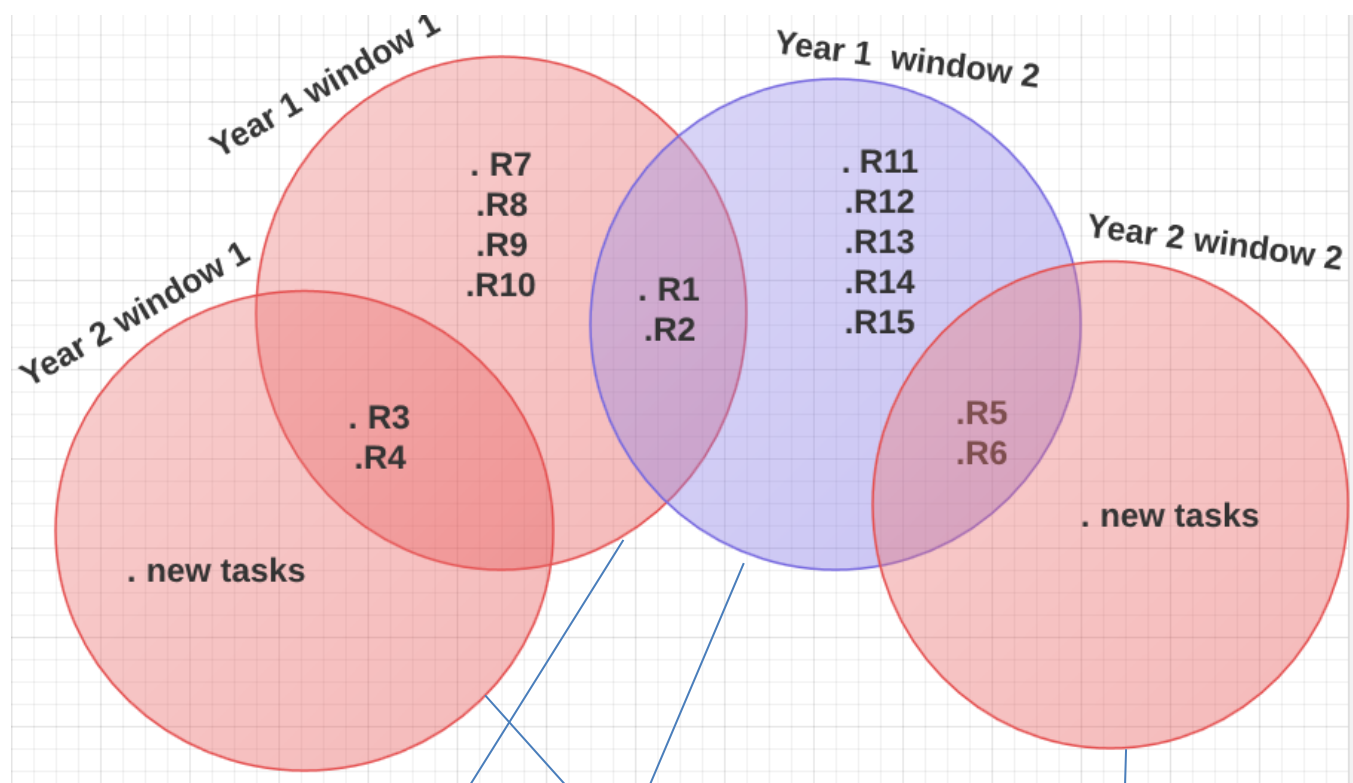 Year 1 window 1
Year 1 window 2
Year 2 window 1
Year 2 window 2
. R7
.R8
.R9
.R10
. R11
.R12
.R13
.R14
.R15
. R1
.R2
. R3
.R4
.R5
.R6
. new tasks
. new tasks